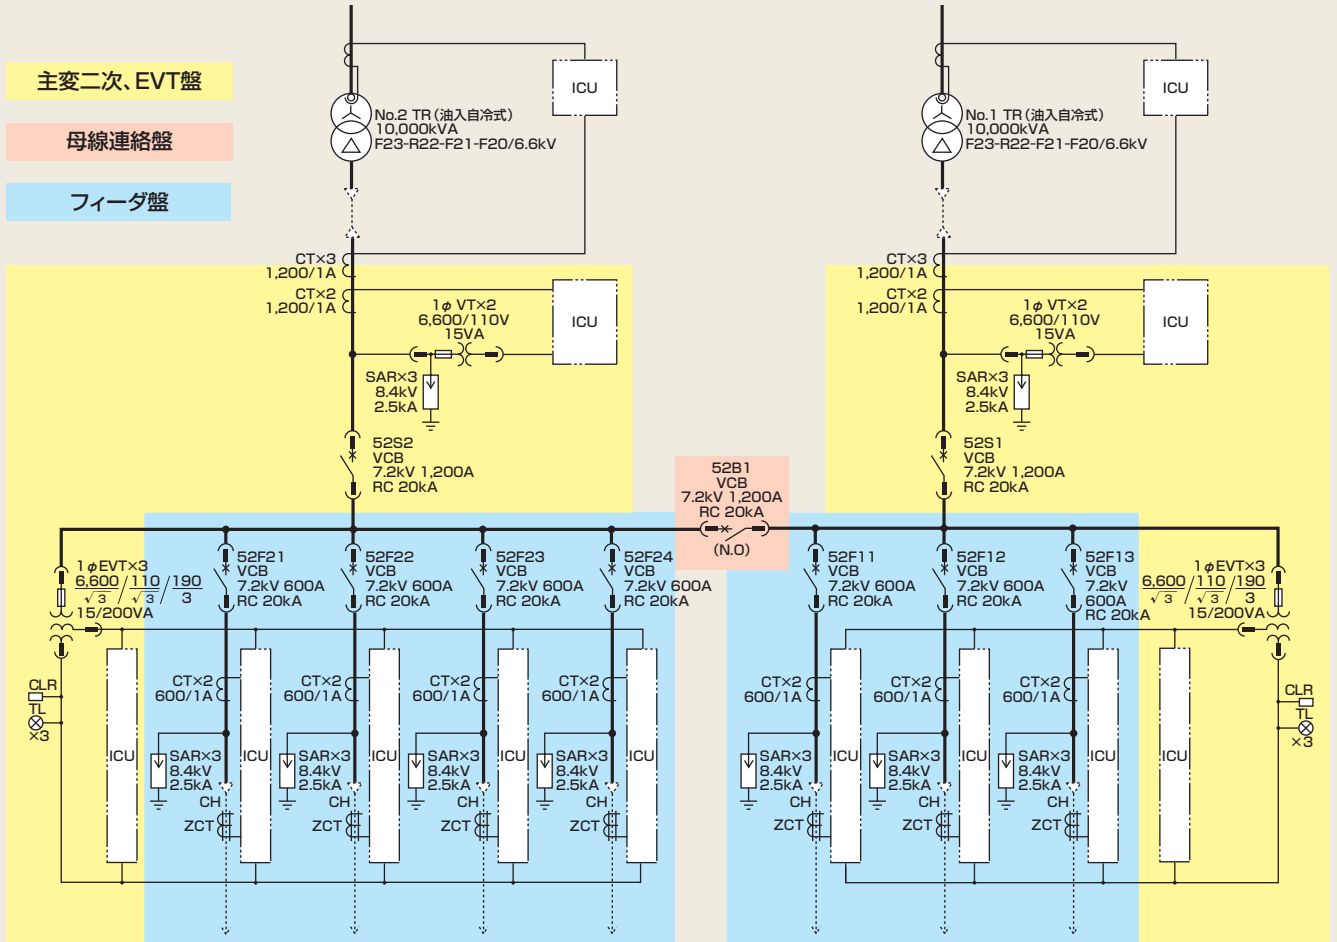 主変二次、EVT盤
母線連絡盤
フィーダ盤
ICU
No.2 TR（油入自冷式）
10,000kVA
F23-R22-F21-F20/6.6kV
CT×3
1,200/1A
CT×2
1,200/1A
1φ VT×2
6,600/110V
15VA
ICU
SAR×3
8.4kV
2.5kA
52S2
VCB
7.2kV 1,200A
RC 20kA
ICU
No.1 TR（油入自冷式）
10,000kVA
F23-R22-F21-F20/6.6kV
CT×3
1,200/1A
CT×2
1,200/1A
1φ VT×2
6,600/110V
15VA
ICU
SAR×3
8.4kV
2.5kA
52S1
VCB
7.2kV 1,200A
RC 20kA
52B1
VCB
7.2kV 1,200A
RC 20kA
(N.O)
1φEVT×3
6,600/√3 / 110/√3 / 190/3
15/200VA
CLR
TL
×3
ICU
52F21
VCB
7.2kV 600A
RC 20kA
CT×2
600/1A
SAR×3
8.4kV
2.5kA
CH
ZCT
ICU
52F22
VCB
7.2kV 600A
RC 20kA
CT×2
600/1A
SAR×3
8.4kV
2.5kA
CH
ZCT
ICU
52F23
VCB
7.2kV 600A
RC 20kA
CT×2
600/1A
SAR×3
8.4kV
2.5kA
CH
ZCT
ICU
52F24
VCB
7.2kV 600A
RC 20kA
CT×2
600/1A
SAR×3
8.4kV
2.5kA
CH
ZCT
ICU
52F11
VCB
7.2kV 600A
RC 20kA
CT×2
600/1A
SAR×3
8.4kV
2.5kA
CH
ZCT
ICU
52F12
VCB
7.2kV 600A
RC 20kA
CT×2
600/1A
SAR×3
8.4kV
2.5kA
CH
ZCT
ICU
52F13
VCB
7.2kV
600A
RC 20kA
CT×2
600/1A
SAR×3
8.4kV
2.5kA
CH
ZCT
ICU
1φEVT×3
6,600/√3 / 110/√3 / 190/3
15/200VA
ICU
CLR
TL
×3